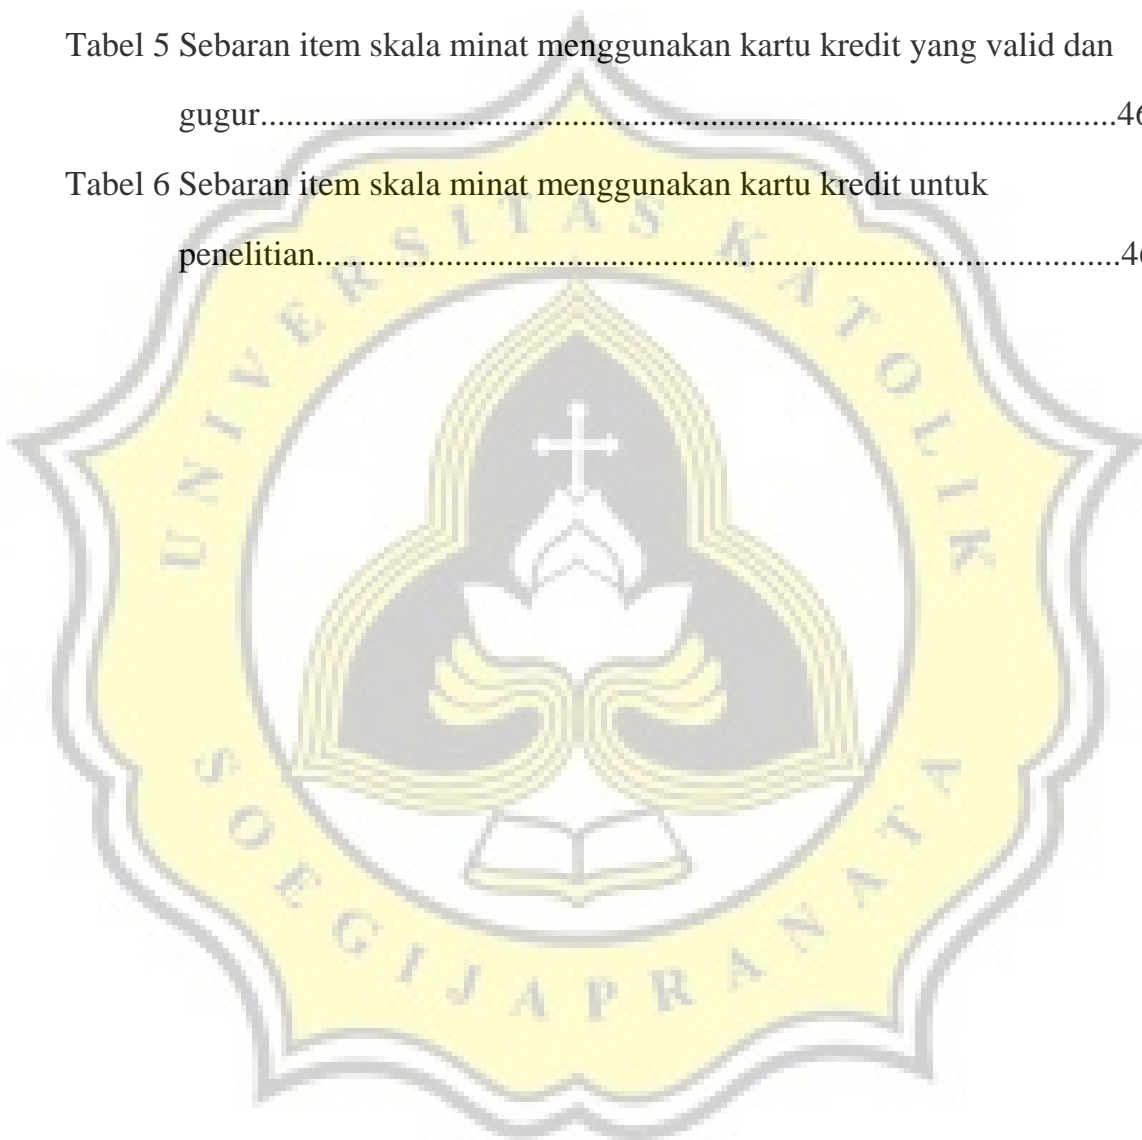 Tabel 5 Sebaran item skala minat menggunakan kartu kredit yang valid dan
gugur..................................................................................................46
Tabel 6 Sebaran item skala minat menggunakan kartu kredit untuk
penelitian............................................................................................
UNIVERSITAS KATOLIK
SOEGIJAPRANATA